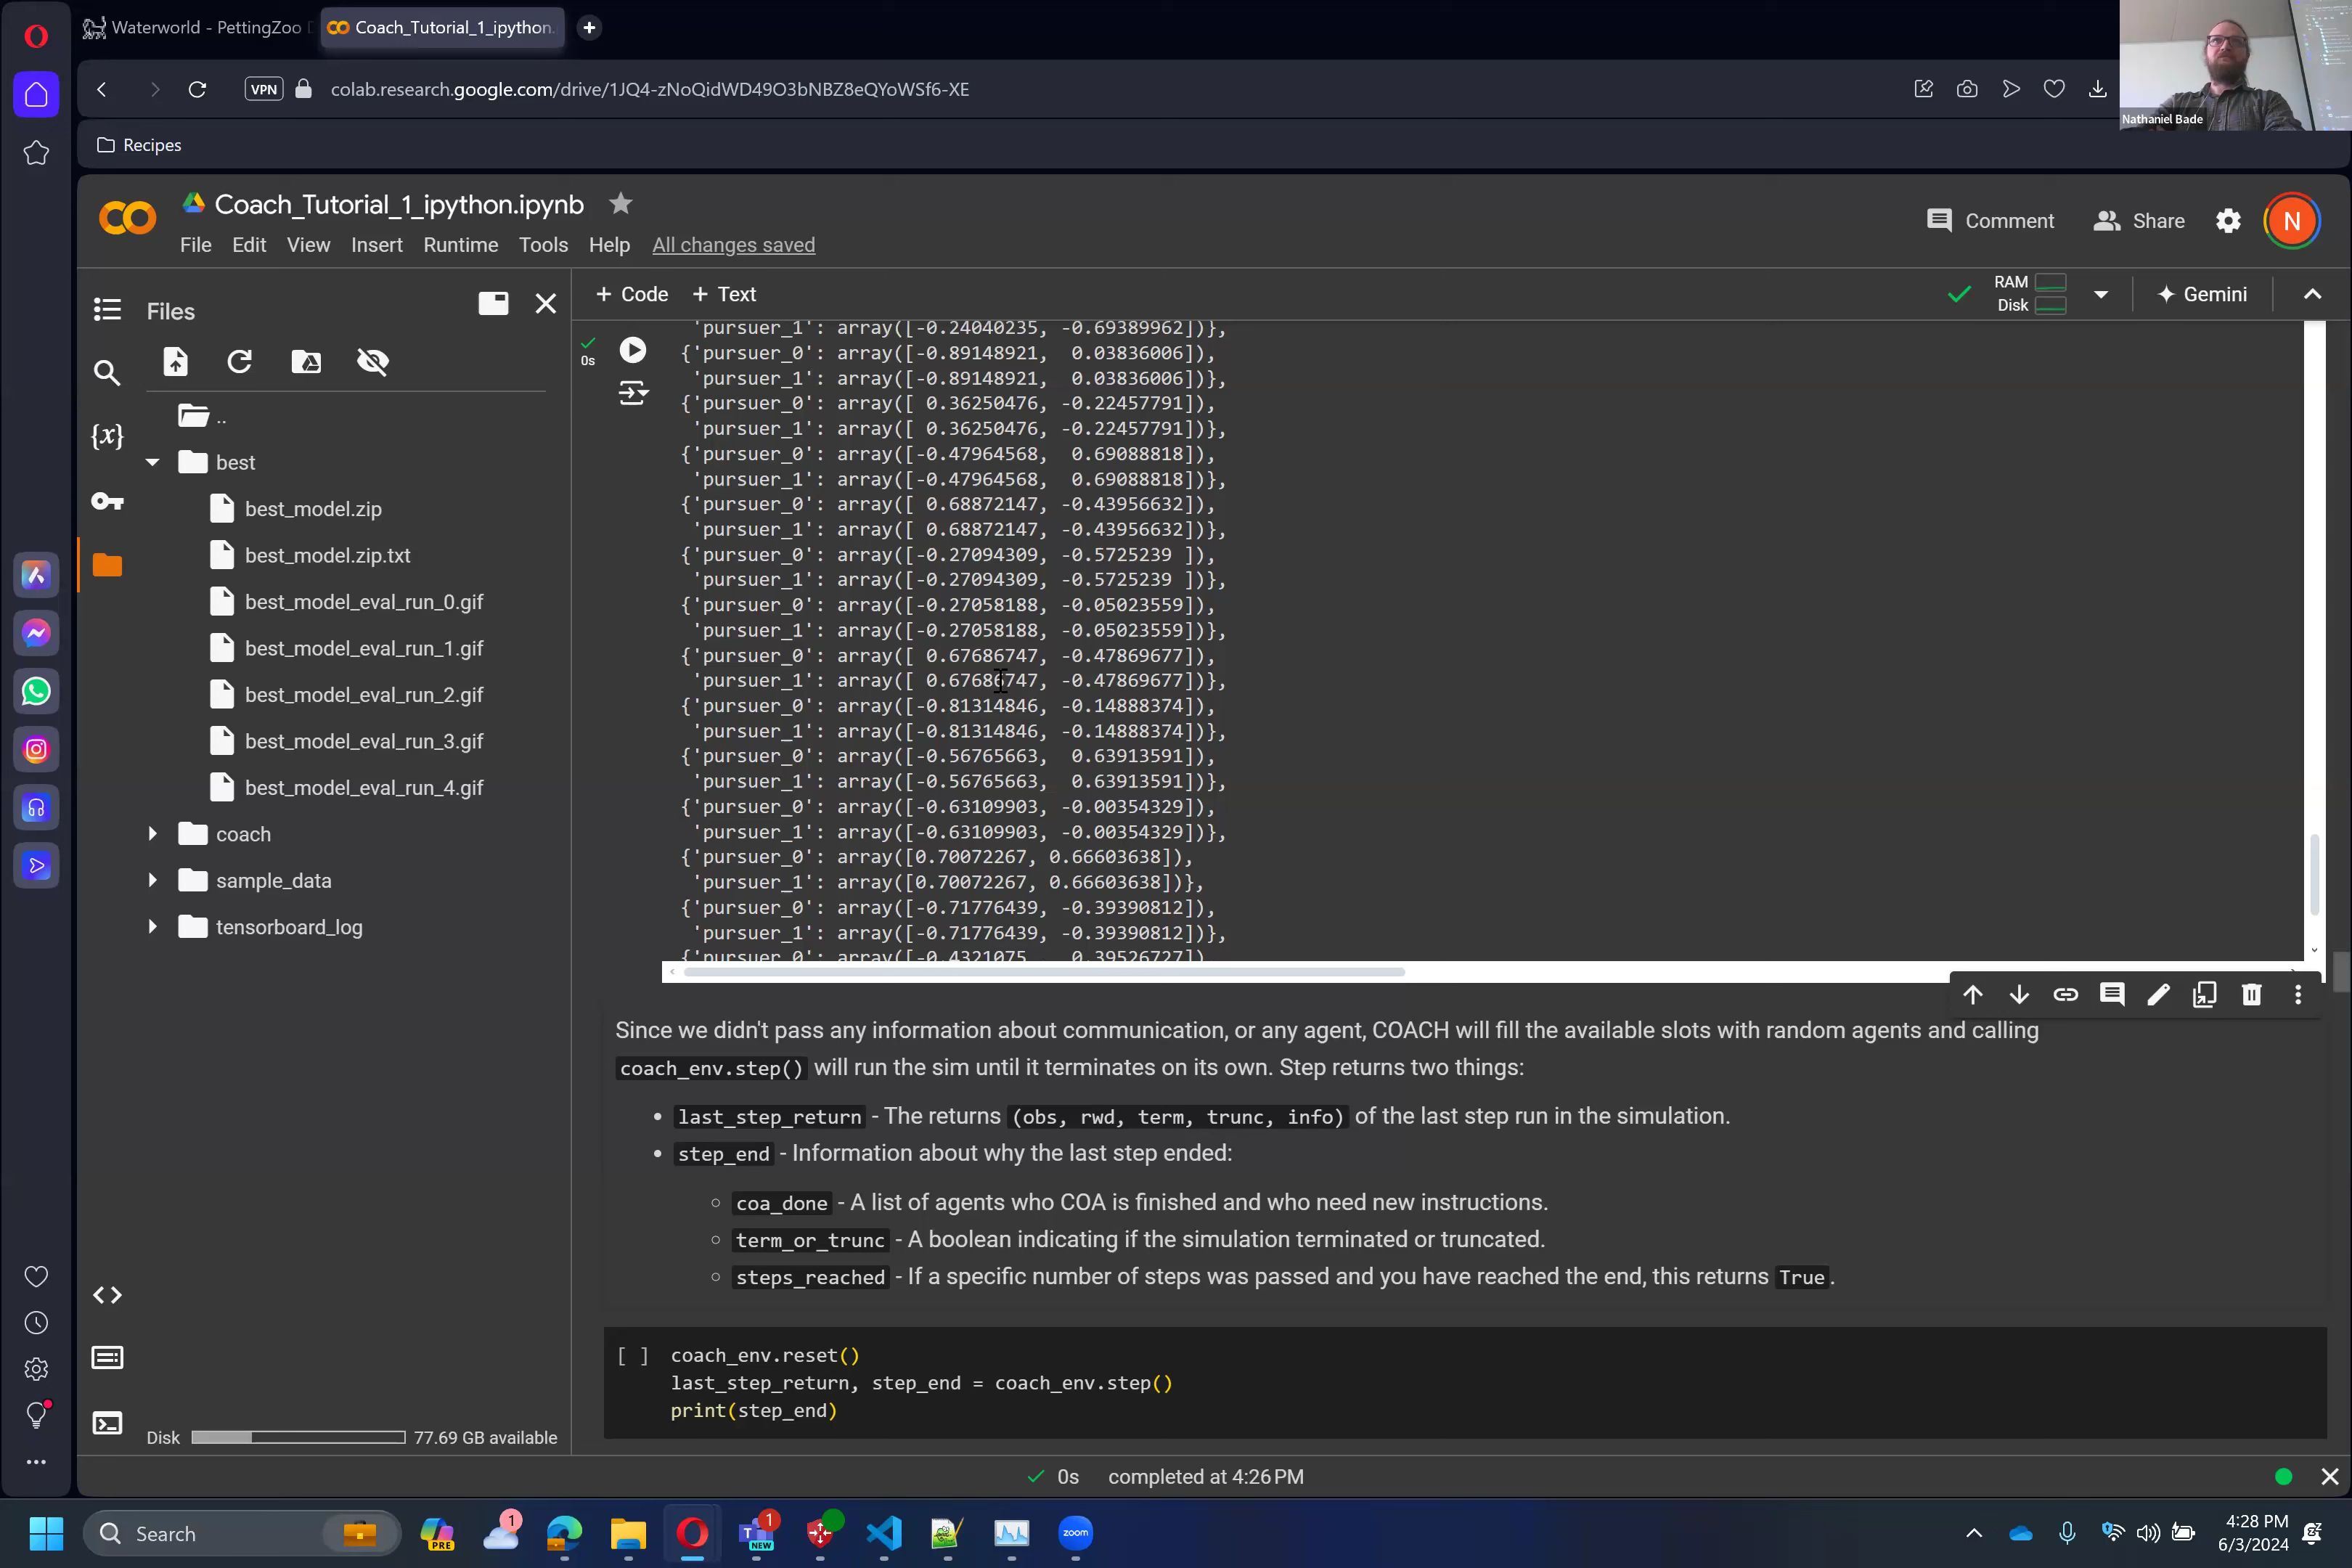 Waterworld - PettingZoo D
Coach_Tutorial_1_ipython.
VPN
colab.research.google.com/drive/1JQ4-zNoQidWD49O3bNBZ8eQYoWSf6-XE
Nathaniel Bade
Recipes
Coach_Tutorial_1_ipython.ipynb
Comment
Share
N
File Edit View Insert Runtime Tools Help All changes saved
Files
+ Code + Text
RAM
Disk
Gemini
..
best
best_model.zip
best_model.zip.txt
best_model_eval_run_0.gif
best_model_eval_run_1.gif
best_model_eval_run_2.gif
best_model_eval_run_3.gif
best_model_eval_run_4.gif
coach
sample_data
tensorboard_log
Disk 77.69 GB available
0s
'pursuer_1': array([-0.24040235, -0.69389962])},
{'pursuer_0': array([-0.89148921,  0.03836006]),
'pursuer_1': array([-0.89148921,  0.03836006])},
{'pursuer_0': array([ 0.36250476, -0.22457791]),
'pursuer_1': array([ 0.36250476, -0.22457791])},
{'pursuer_0': array([-0.47964568,  0.69088818]),
'pursuer_1': array([-0.47964568,  0.69088818])},
{'pursuer_0': array([ 0.68872147, -0.43956632]),
'pursuer_1': array([ 0.68872147, -0.43956632])},
{'pursuer_0': array([-0.27094309, -0.5725239 ]),
'pursuer_1': array([-0.27094309, -0.5725239 ])},
{'pursuer_0': array([-0.27058188, -0.05023559]),
'pursuer_1': array([-0.27058188, -0.05023559])},
{'pursuer_0': array([ 0.67686747, -0.47869677]),
'pursuer_1': array([ 0.67686747, -0.47869677])},
{'pursuer_0': array([-0.81314846, -0.14888374]),
'pursuer_1': array([-0.81314846, -0.14888374])},
{'pursuer_0': array([-0.56765663,  0.63913591]),
'pursuer_1': array([-0.56765663,  0.63913591])},
{'pursuer_0': array([-0.63109903, -0.00354329]),
'pursuer_1': array([-0.63109903, -0.00354329])},
{'pursuer_0': array([0.70072267, 0.66603638]),
'pursuer_1': array([0.70072267, 0.66603638])},
{'pursuer_0': array([-0.71776439, -0.39390812]),
'pursuer_1': array([-0.71776439, -0.39390812])},
{'pursuer_0': array([-0.4321075,  0.39526727]),
Since we didn't pass any information about communication, or any agent, COACH will fill the available slots with random agents and calling
coach_env.step() will run the sim until it terminates on its own. Step returns two things:
• last_step_return - The returns (obs, rwd, term, trunc, info) of the last step run in the simulation.
• step_end - Information about why the last step ended:
◦ coa_done - A list of agents who COA is finished and who need new instructions.
◦ term_or_trunc - A boolean indicating if the simulation terminated or truncated.
◦ steps_reached - If a specific number of steps was passed and you have reached the end, this returns True.
[ ] coach_env.reset()
last_step_return, step_end = coach_env.step()
print(step_end)
0s completed at 4:26 PM
Search
PRE
1
1
NEW
zoom
4:28 PM
6/3/2024